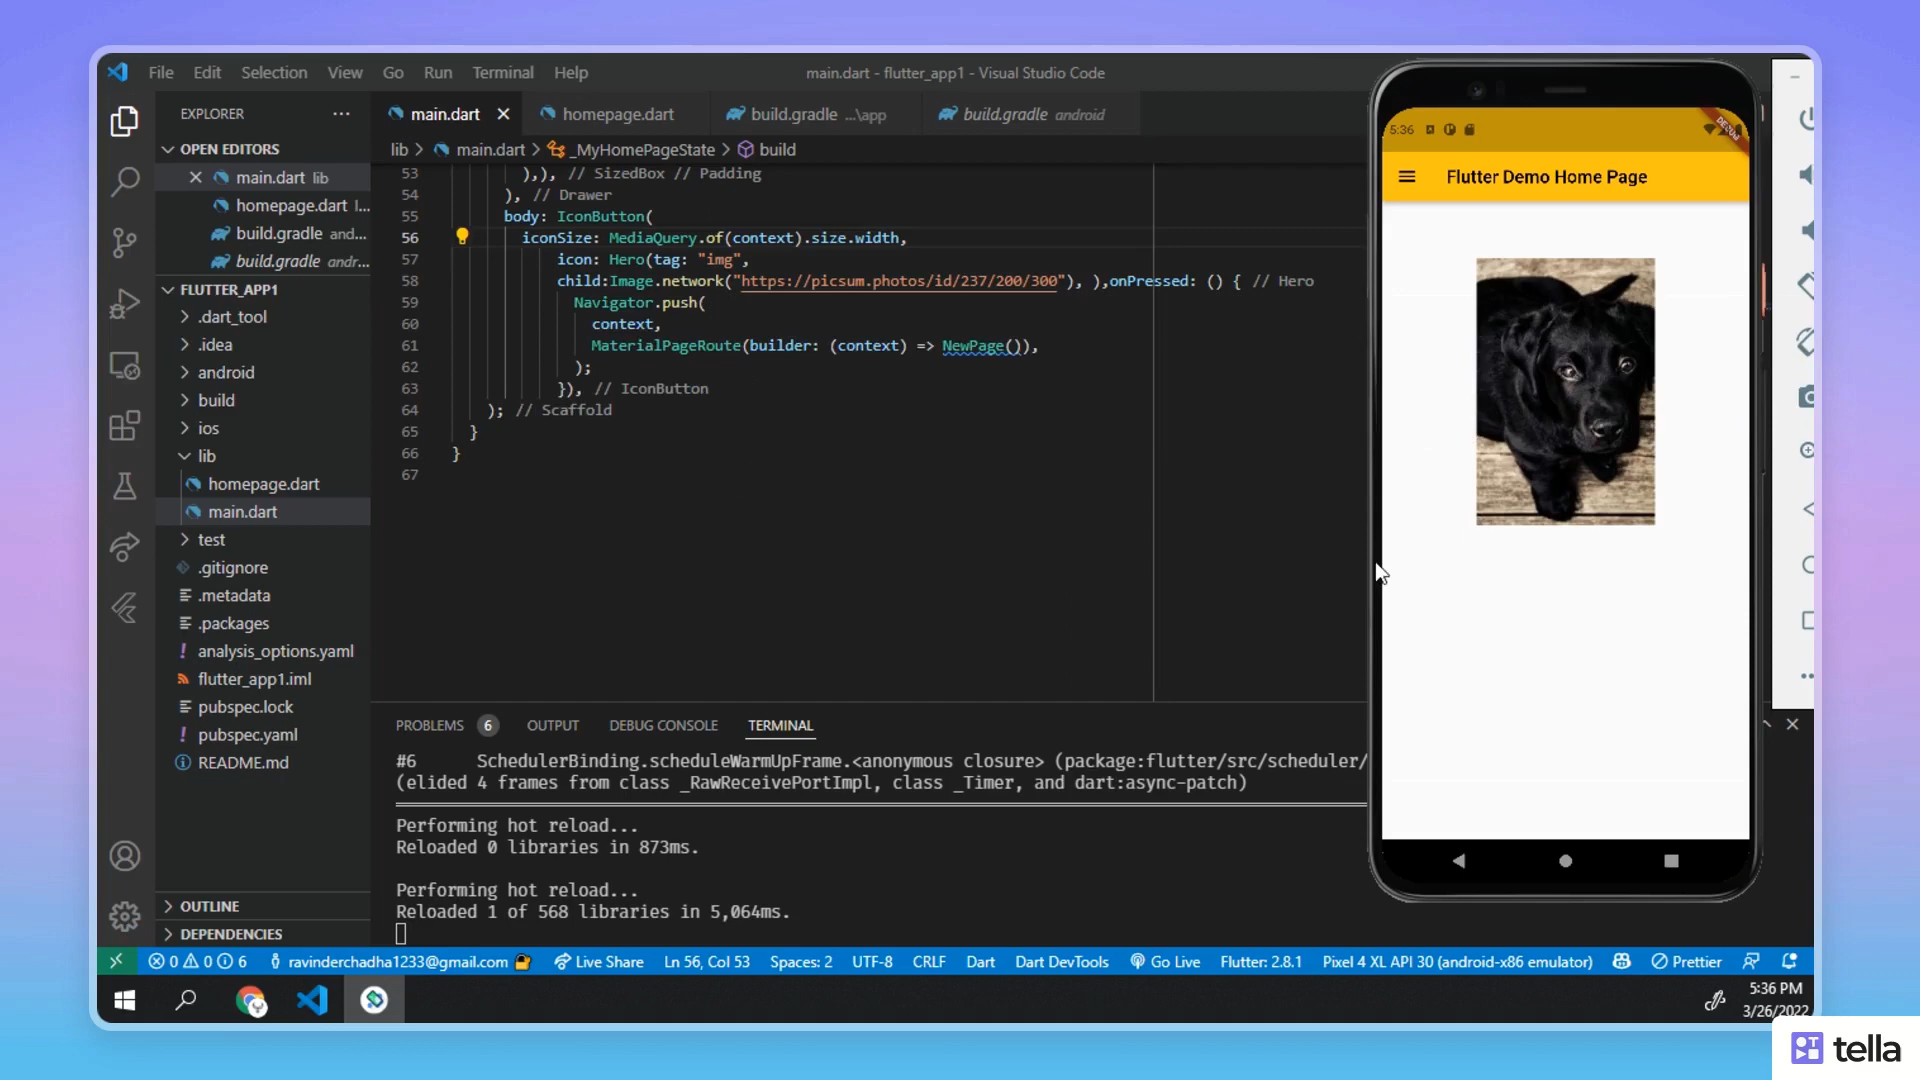 File Edit Selection View Go Run Terminal Help
main.dart - flutter_app1 - Visual Studio Code
EXPLORER
main.dart
homepage.dart
build.gradle ...\app
build.gradle android
OPEN EDITORS
lib > main.dart > _MyHomePageState > build
main.dart lib
homepage.dart l...
build.gradle and...
build.gradle andr...
FLUTTER_APP1
.dart_tool
.idea
android
build
ios
lib
homepage.dart
main.dart
test
.gitignore
.metadata
.packages
analysis_options.yaml
flutter_app1.iml
pubspec.lock
pubspec.yaml
README.md
OUTLINE
DEPENDENCIES
53 ),), // SizedBox // Padding
54 ), // Drawer
55 body: IconButton(
56 iconSize: MediaQuery.of(context).size.width,
57 icon: Hero(tag: "img",
58 child:Image.network("https://picsum.photos/id/237/200/300"), ),onPressed: () { // Hero
59 Navigator.push(
60 context,
61 MaterialPageRoute(builder: (context) => NewPage()),
62 );
63 }), // IconButton
64 ); // Scaffold
65 }
66 }
67
PROBLEMS 6 OUTPUT DEBUG CONSOLE TERMINAL
#6 SchedulerBinding.scheduleWarmUpFrame.<anonymous closure> (package:flutter/src/scheduler/
(elided 4 frames from class _RawReceivePortImpl, class _Timer, and dart:async-patch)
Performing hot reload...
Reloaded 0 libraries in 873ms.
Performing hot reload...
Reloaded 1 of 568 libraries in 5,064ms.
5:36
DEBUG
Flutter Demo Home Page
0 0 6 ravinderchadha1233@gmail.com Live Share Ln 56, Col 53 Spaces: 2 UTF-8 CRLF Dart Dart DevTools Go Live Flutter: 2.8.1 Pixel 4 XL API 30 (android-x86 emulator) Prettier
5:36 PM
3/26/2022
tella